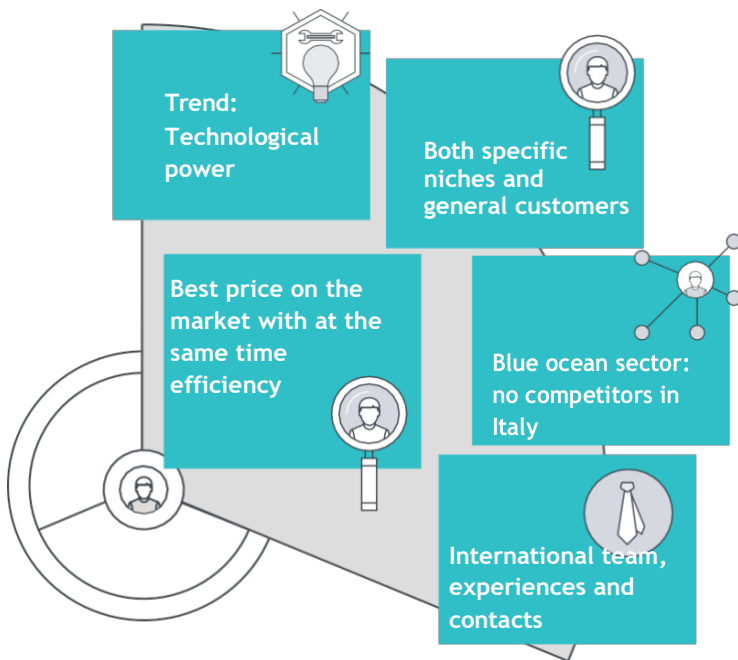 Trend:
Technological
power
Both specific
niches and
general customers
Best price on the
market with at the
same time
efficiency
Blue ocean sector:
no competitors in
Italy
International team,
experiences and
contacts